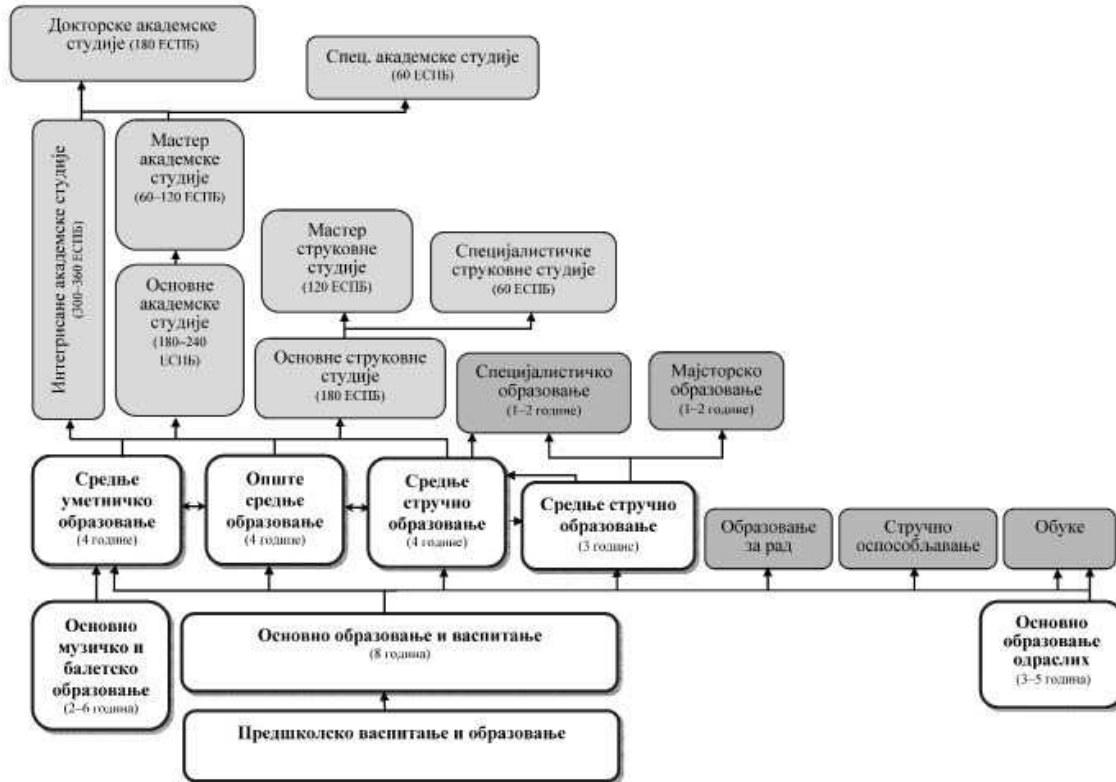 Докторске академске
студије (180 ЕСПБ)
Спец. академске студије
(60 ЕСПБ)
Интегрисане академске студије
(300–360 ЕСПБ)
Мастер
академске
студије
(60–120 ЕСПБ)
Мастер
струковне
студије
(120 ЕСПБ)
Специјалистичке
струковне студије
(60 ЕСПБ)
Основне
академске
студије
(180–240
ЕСПБ)
Основне струковне
студије
(180 ЕСПБ)
Специјалистичко
образовање
(1–2 године)
Мајсторско
образовање
(1–2 године)
Средње
уметничко
образовање
(4 године)
Опште
средње
образовање
(4 године)
Средње
стручно
образовање
(4 године)
Средње стручно
образовање
(3 године)
Образовање
за рад
Стручно
оспособљавање
Обуке
Основно
музичко и
балетско
образовање
(2–6 година)
Основно образовање и васпитање
(8 година)
Основно
образовање
одраслих
(3–5 година)
Предшколско васпитање и образовање